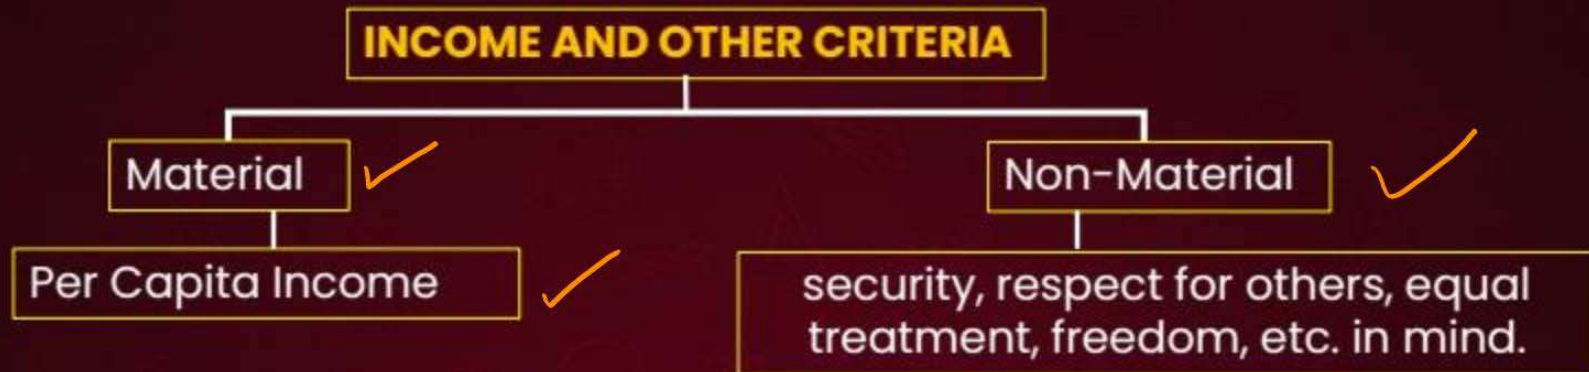 INCOME AND OTHER CRITERIA
Material
Non-Material
Per Capita Income
security, respect for others, equal
treatment, freedom, etc. in mind.